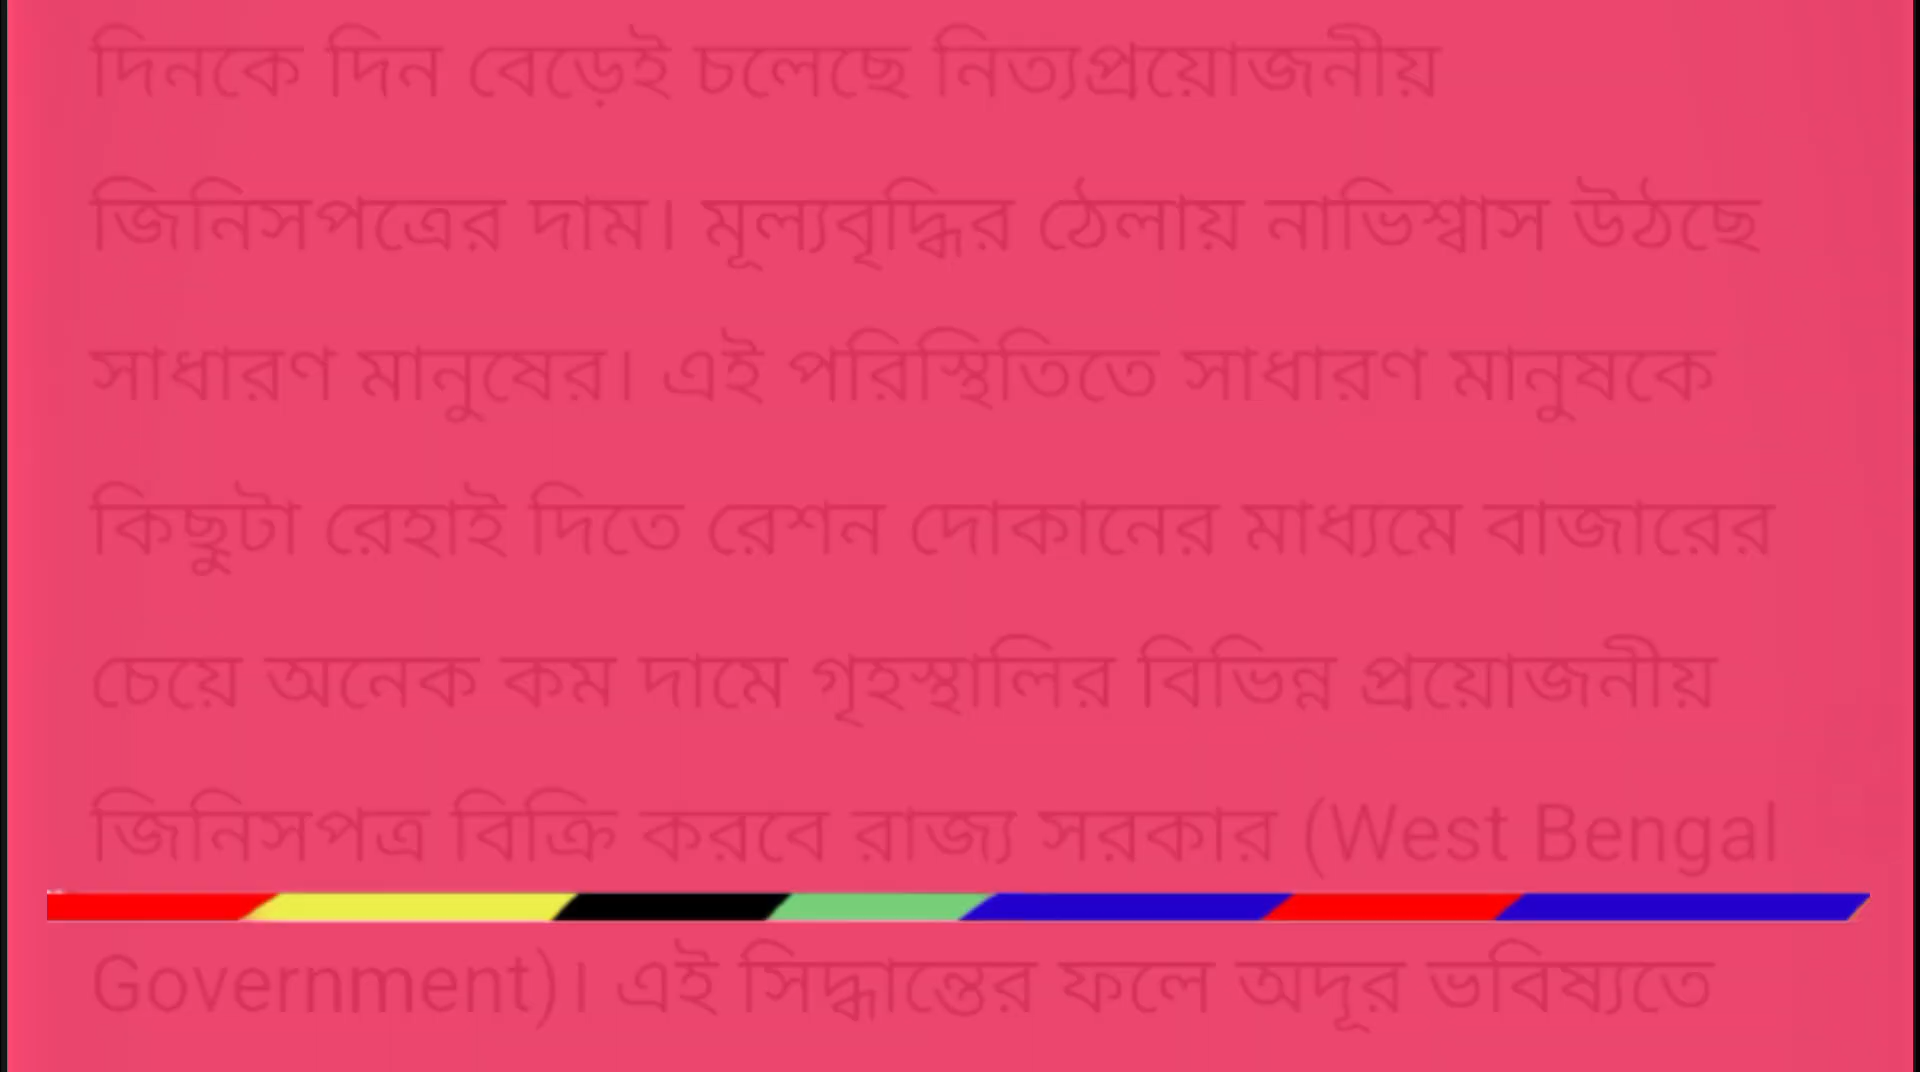 দিনকে দিন বেড়েই চলেছে নিত্যপ্রয়োজনীয়
জিনিসপত্রের দাম। মূল্যবৃদ্ধির ঠেলায় নাভিশ্বাস উঠছে
সাধারণ মানুষের। এই পরিস্থিতিতে সাধারণ মানুষকে
কিছুটা রেহাই দিতে রেশন দোকানের মাধ্যমে বাজারের
চেয়ে অনেক কম দামে গৃহস্থালির বিভিন্ন প্রয়োজনীয়
জিনিসপত্র বিক্রি করবে রাজ্য সরকার (West Bengal
Government)। এই সিদ্ধান্তের ফলে অদূর ভবিষ্যতে